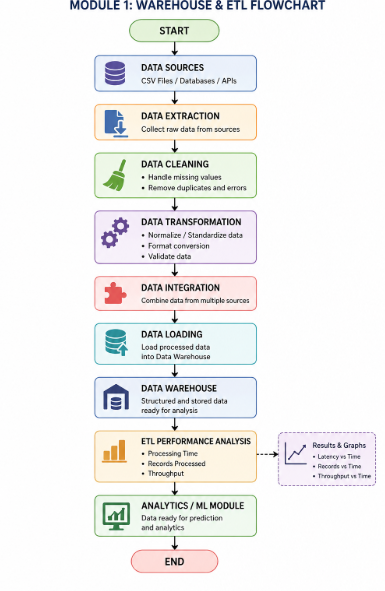 MODULE 1: WAREHOUSE & ETL FLOWCHART
START
DATA SOURCES
CSV Files / Databases / APIs
DATA EXTRACTION
Collect raw data from sources
DATA CLEANING
• Handle missing values
• Remove duplicates and errors
DATA TRANSFORMATION
• Normalize / Standardize data
• Format conversion
• Validate data
DATA INTEGRATION
Combine data from multiple sources
DATA LOADING
Load processed data
into Data Warehouse
DATA WAREHOUSE
Structured and stored data
ready for analysis
ETL PERFORMANCE ANALYSIS
• Processing Time
• Records Processed
• Throughput
Results & Graphs
• Latency vs Time
• Records vs Time
• Throughput vs Time
ANALYTICS / ML MODULE
Data ready for prediction
and analytics
END